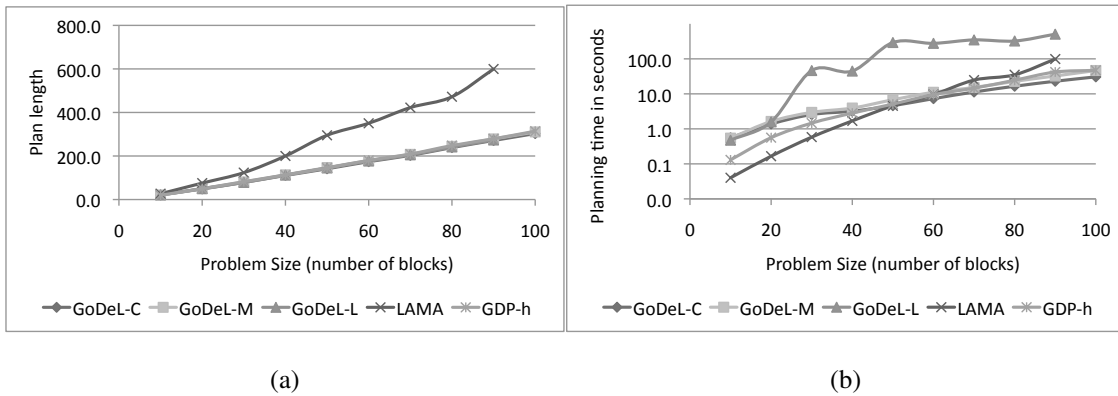 800.0
600.0
400.0
200.0
0.0
Plan length
0 20 40 60 80 100
Problem Size (number of blocks)
GoDeL-C GoDeL-M GoDeL-L LAMA GDP-h
(a)
100.0
10.0
1.0
0.1
0.0
Planning time in seconds
0 20 40 60 80 100
Problem Size (number of blocks)
GoDeL-C GoDeL-M GoDeL-L LAMA GDP-h
(b)